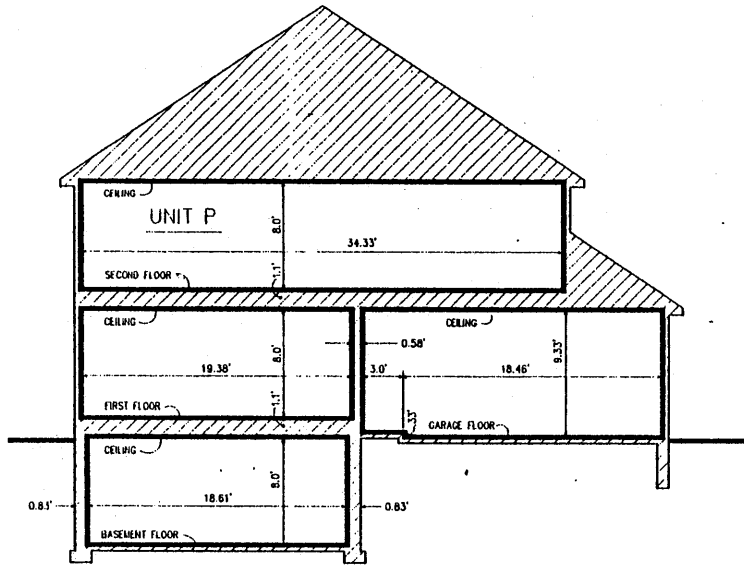 CEILING
UNIT P
8.0'
34.33'
SECOND FLOOR
1.1'
CEILING
CEILING
0.58'
8.0'
9.33'
19.38'
3.0'
18.46'
FIRST FLOOR
1.1'
.33'
GARAGE FLOOR
CEILING
8.0'
0.83'
18.61'
0.83'
BASEMENT FLOOR